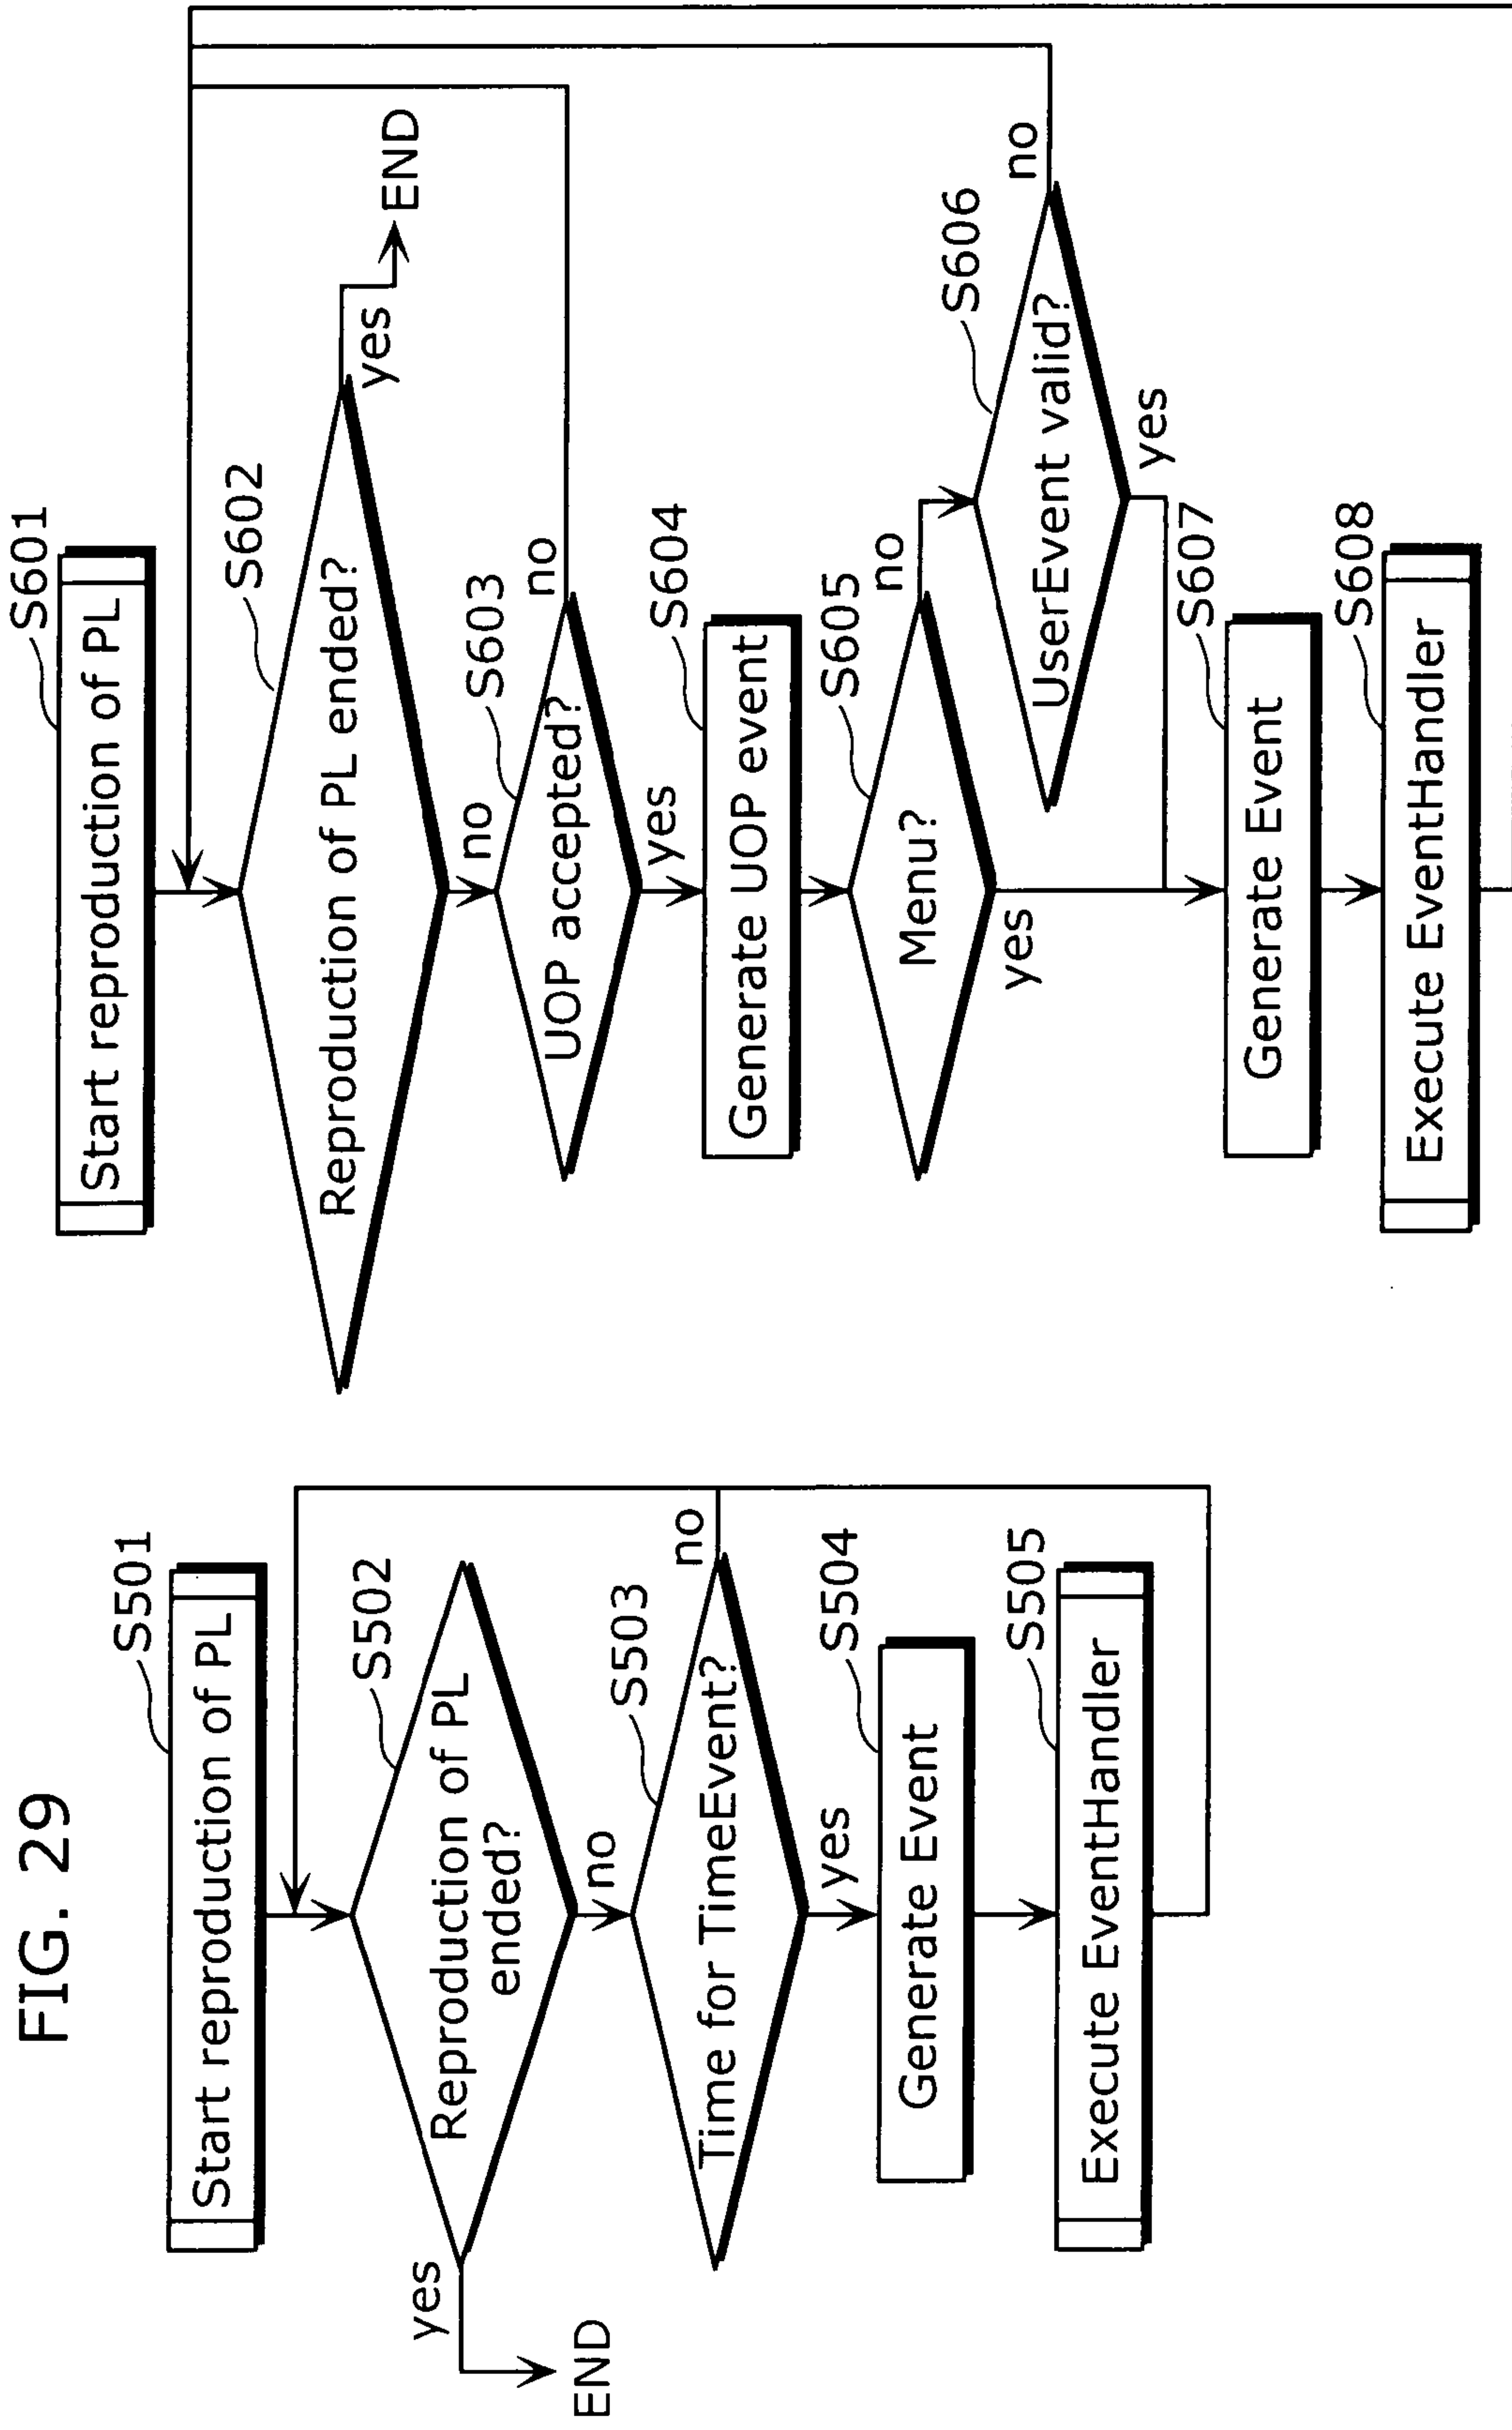 FIG. 29
S501
Start reproduction of PL
S502
Reproduction of PL
ended?
yes
END
no
S503
Time for TimeEvent?
no
yes
S504
Generate Event
S505
Execute EventHandler
S601
Start reproduction of PL
S602
Reproduction of PL ended?
yes
END
no
S603
UOP accepted?
no
yes
S604
Generate UOP event
S605
Menu?
no
yes
S606
UserEvent valid?
no
yes
S607
Generate Event
S608
Execute EventHandler